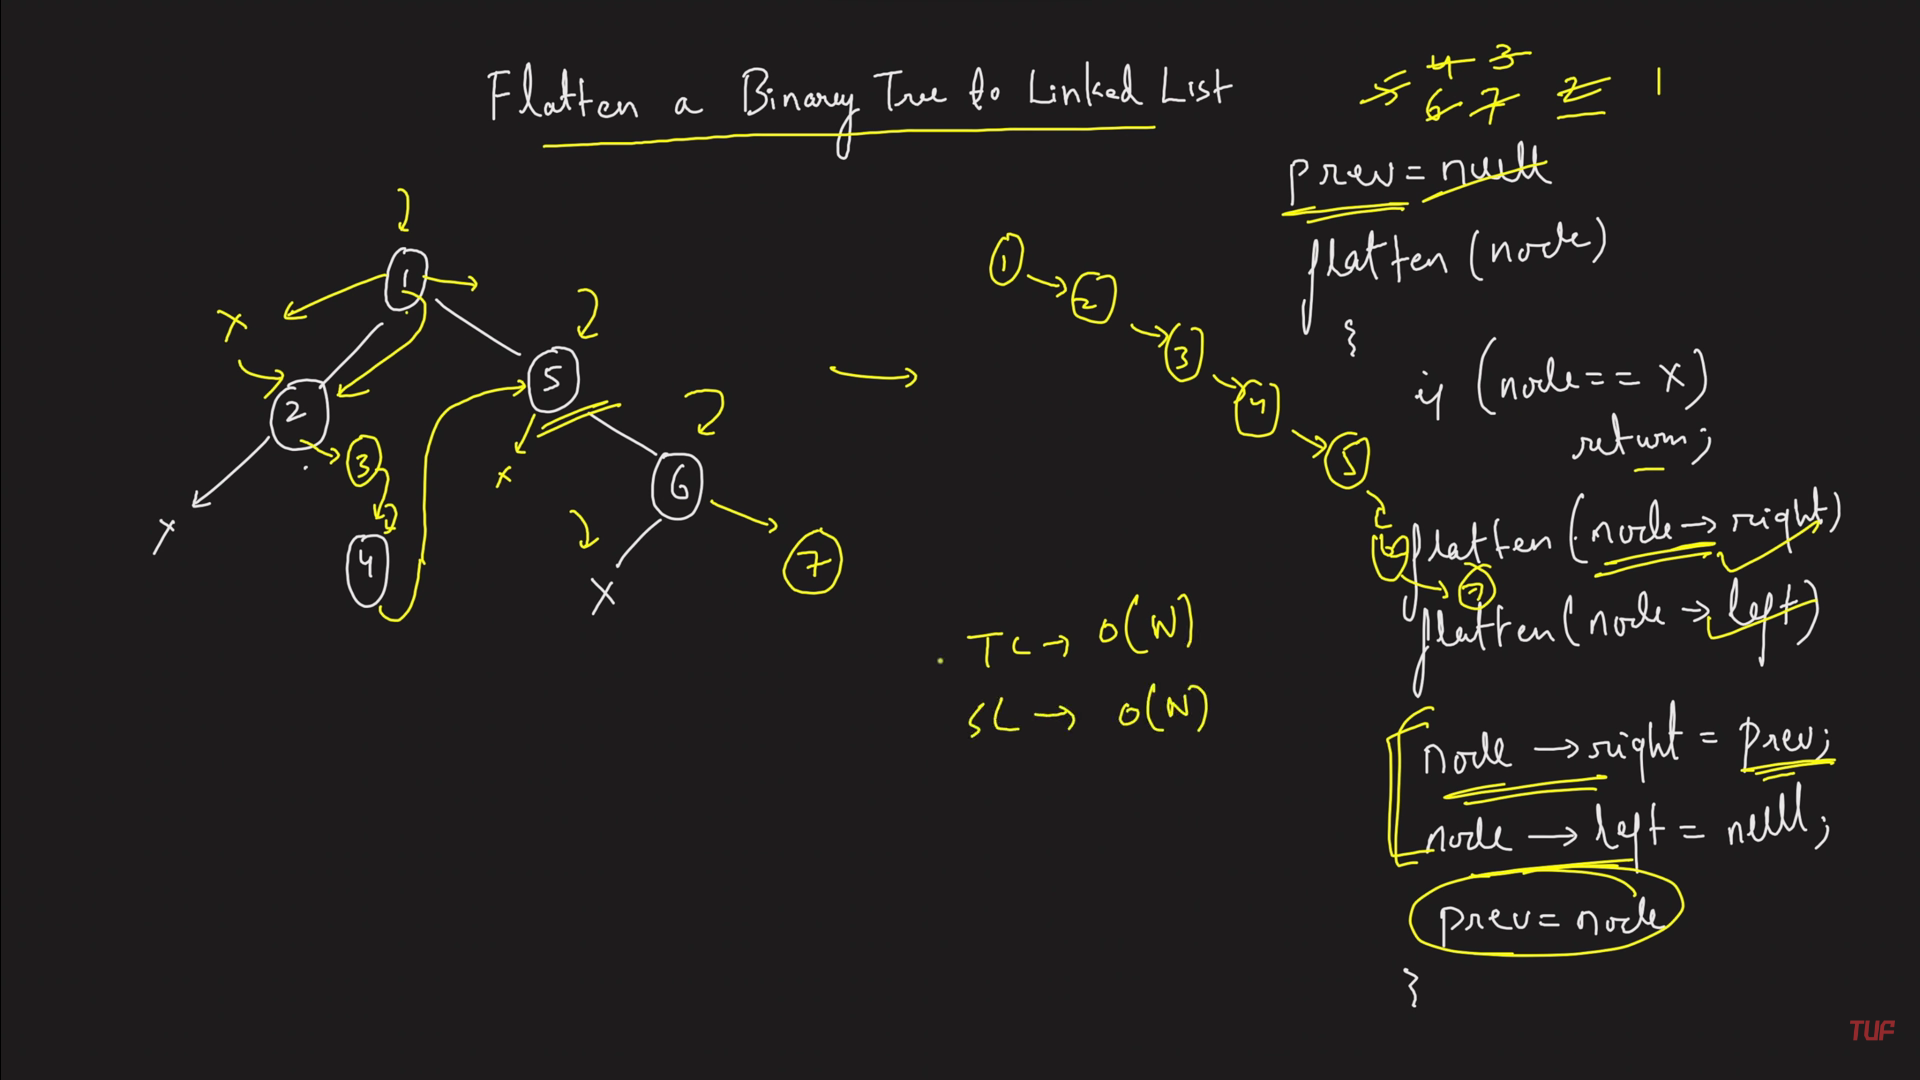 Flatten a Binary Tree to Linked List
4 3
5 6 7 2 1
prev = null
flatten (node)
{
if (node == x)
return;
flatten (node → right)
flatten (node → left)
node → right = prev;
node → left = null;
prev = node
}
1
x
2
5
3
x
x
4
6
x
7
1
2
3
4
5
6
7
TC → O(N)
SC → O(N)
TUF